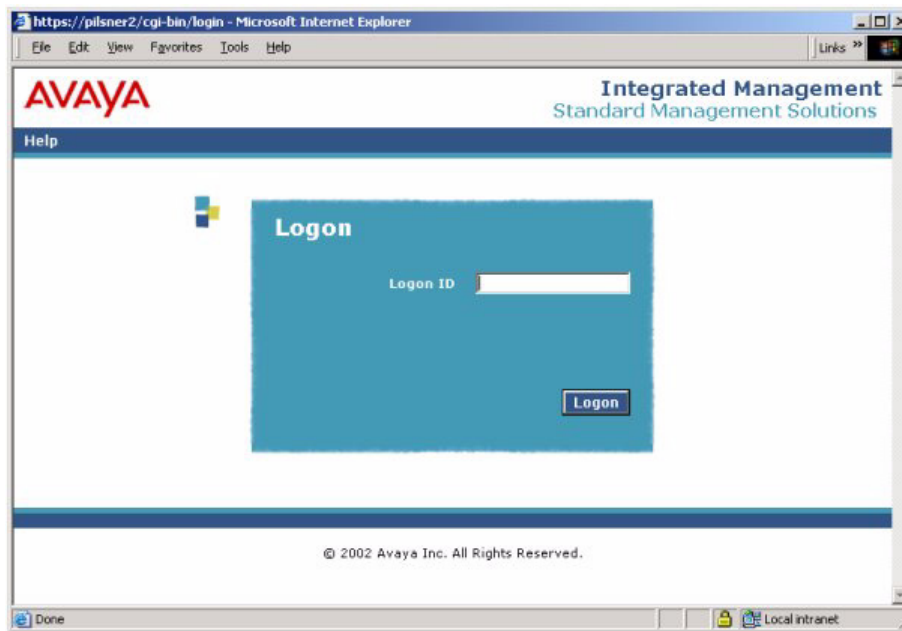 https://pilsner2/cgi-bin/login - Microsoft Internet Explorer
File Edit View Favorites Tools Help
Links »
AVAYA
Integrated Management
Standard Management Solutions
Help
Logon
Logon ID
Logon
© 2002 Avaya Inc. All Rights Reserved.
Done
Local intranet